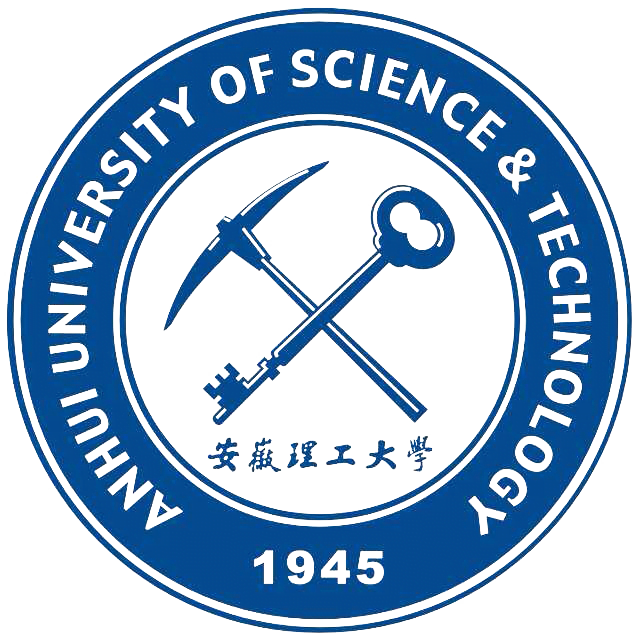 ANHUI UNIVERSITY OF SCIENCE & TECHNOLOGY
安徽理工大學
1945